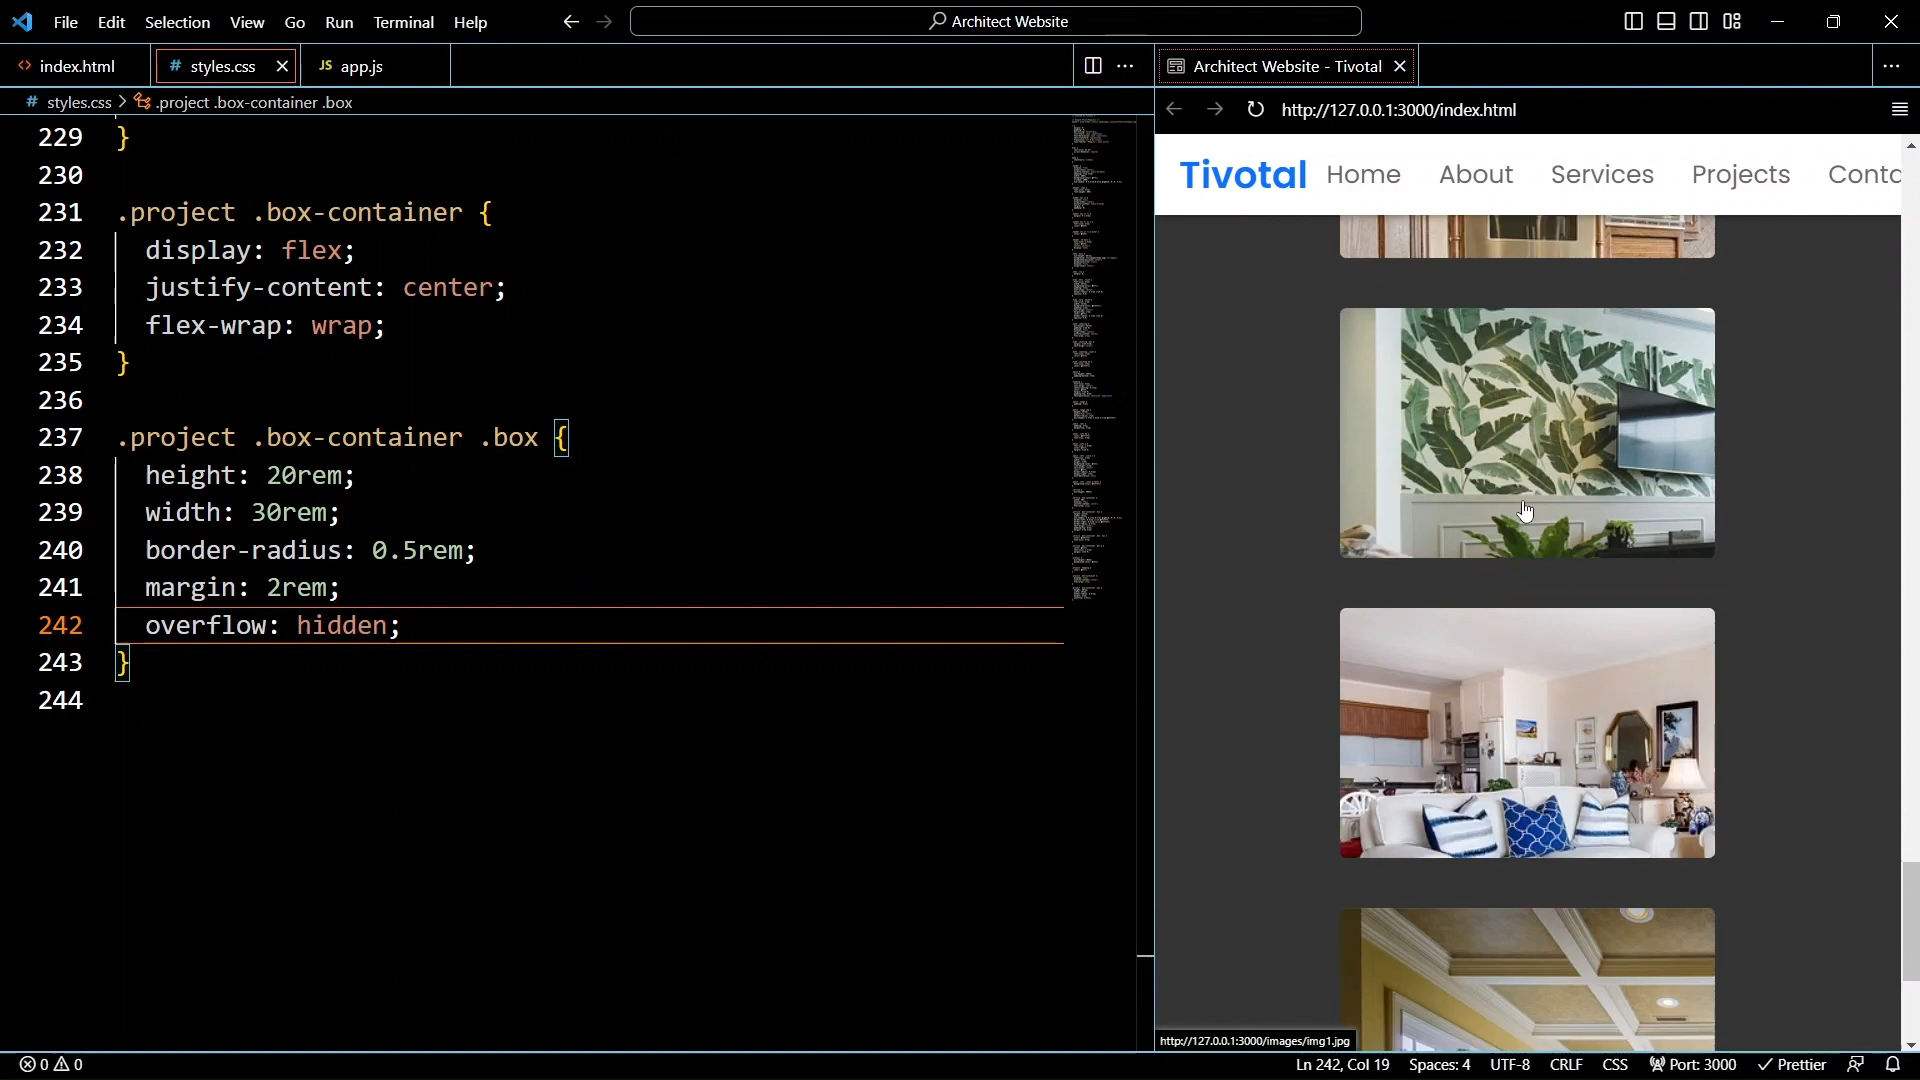 File Edit Selection View Go Run Terminal Help
Architect Website
index.html
styles.css
JS app.js
Architect Website - Tivotal
# styles.css > .project .box-container .box
http://127.0.0.1:3000/index.html
229 }
230
231 .project .box-container {
232 display: flex;
233 justify-content: center;
234 flex-wrap: wrap;
235 }
236
237 .project .box-container .box {
238 height: 20rem;
239 width: 30rem;
240 border-radius: 0.5rem;
241 margin: 2rem;
242 overflow: hidden;
243 }
244
Tivotal Home About Services Projects Conta
http://127.0.0.1:3000/images/img1.jpg
0 0
Ln 242, Col 19 Spaces: 4 UTF-8 CRLF CSS Port: 3000 Prettier